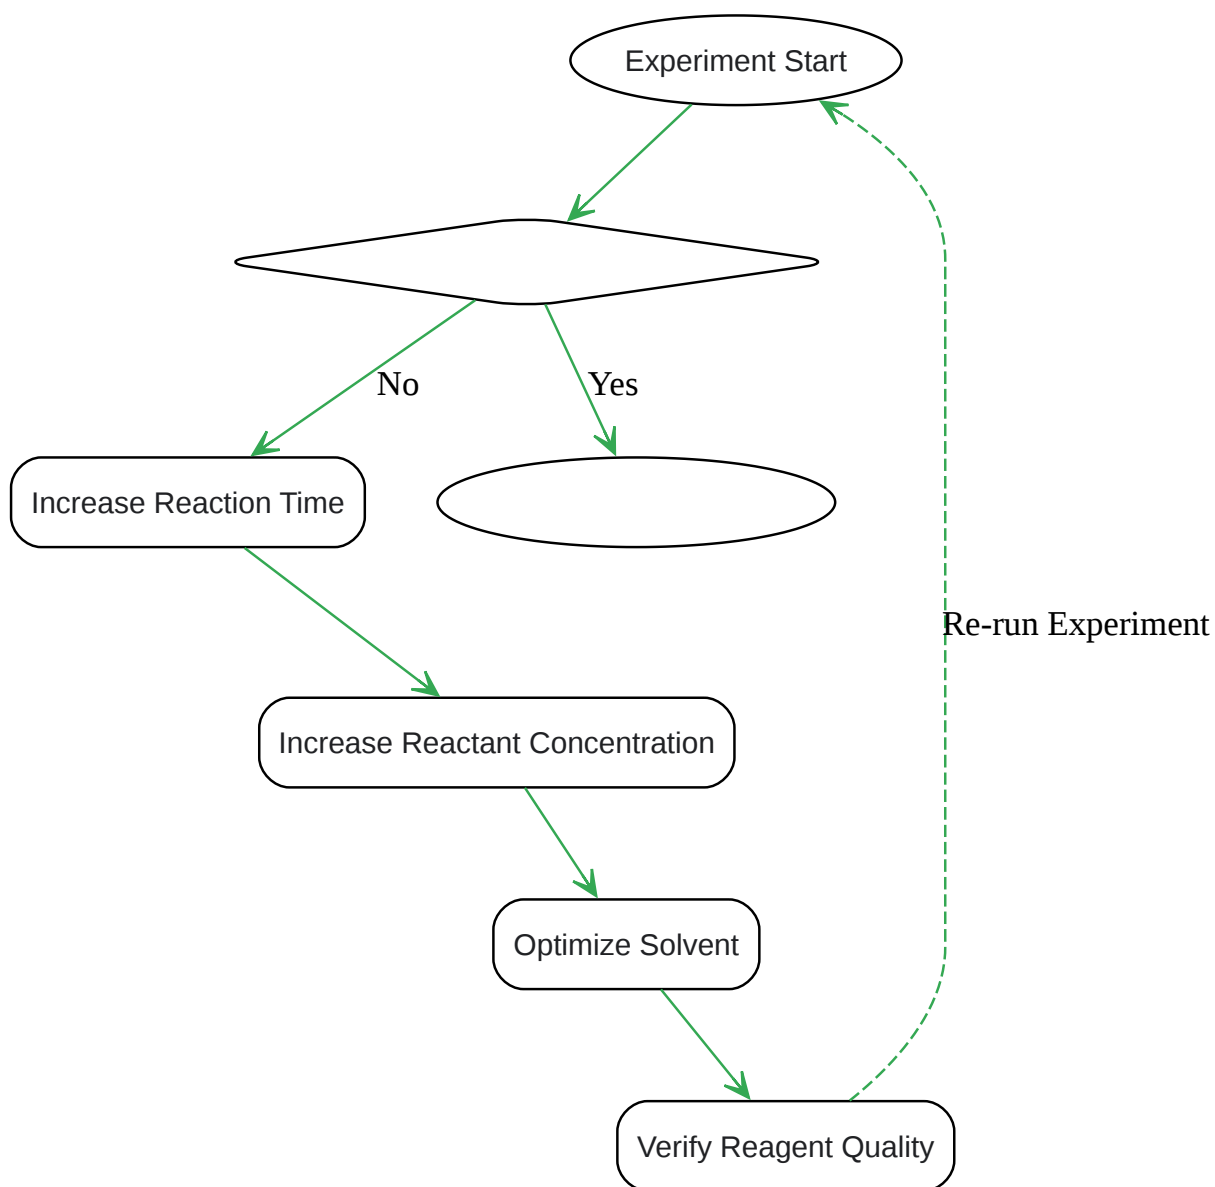 Experiment Start
No
Yes
Increase Reaction Time
Re-run Experiment
Increase Reactant Concentration
Optimize Solvent
Verify Reagent Quality